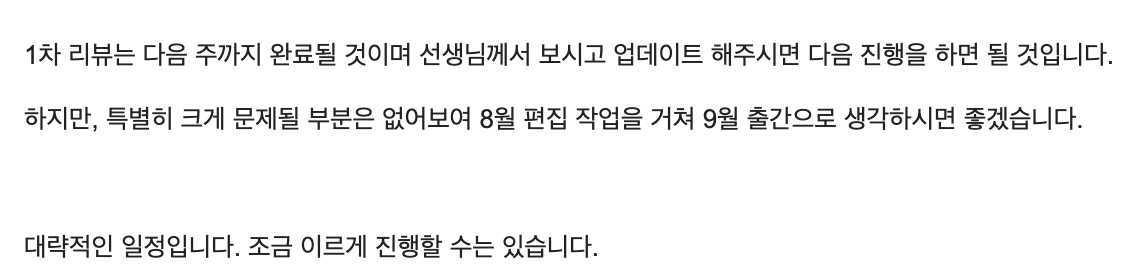 1차 리뷰는 다음 주까지 완료될 것이며 선생님께서 보시고 업데이트 해주시면 다음 진행을 하면 될 것입니다.
하지만, 특별히 크게 문제될 부분은 없어보여 8월 편집 작업을 거쳐 9월 출간으로 생각하시면 좋겠습니다.
대략적인 일정입니다. 조금 이르게 진행할 수는 있습니다.